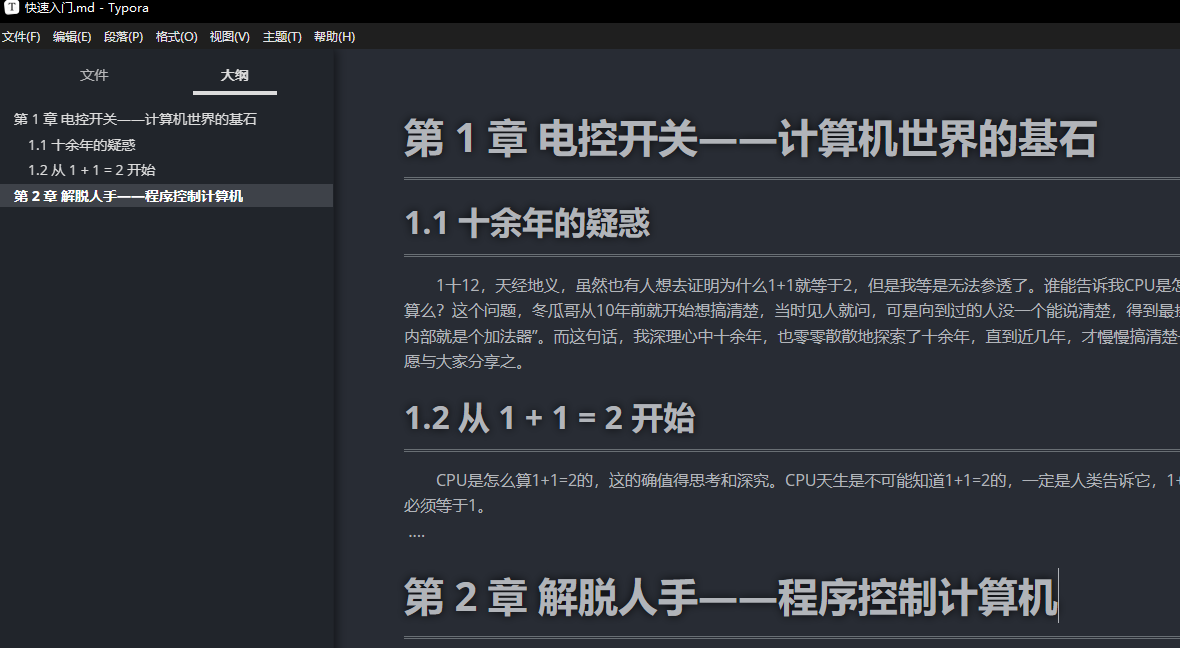 快速入门.md - Typora
文件(F) 编辑(E) 段落(P) 格式(O) 视图(V) 主题(T) 帮助(H)
文件 大纲
第 1 章 电控开关——计算机世界的基石
1.1 十余年的疑惑
1.2 从 1 + 1 = 2 开始
第 2 章 解脱人手——程序控制计算机
第 1 章 电控开关——计算机世界的基石
1.1 十余年的疑惑
1十12，天经地义，虽然也有人想去证明为什么1+1就等于2，但是我等是无法参透了。谁能告诉我CPU是怎
算么？这个问题，冬瓜哥从10年前就开始想搞清楚，当时见人就问，可是向到过的人没一个能说清楚，得到最
内部就是个加法器”。而这句话，我深理心中十余年，也零零散散地探索了十余年，直到近几年，才慢慢搞清楚
愿与大家分享之。
1.2 从 1 + 1 = 2 开始
CPU是怎么算1+1=2的，这的确值得思考和深究。CPU天生是不可能知道1+1=2的，一定是人类告诉它，1+
必须等于1。
....
第 2 章 解脱人手——程序控制计算机